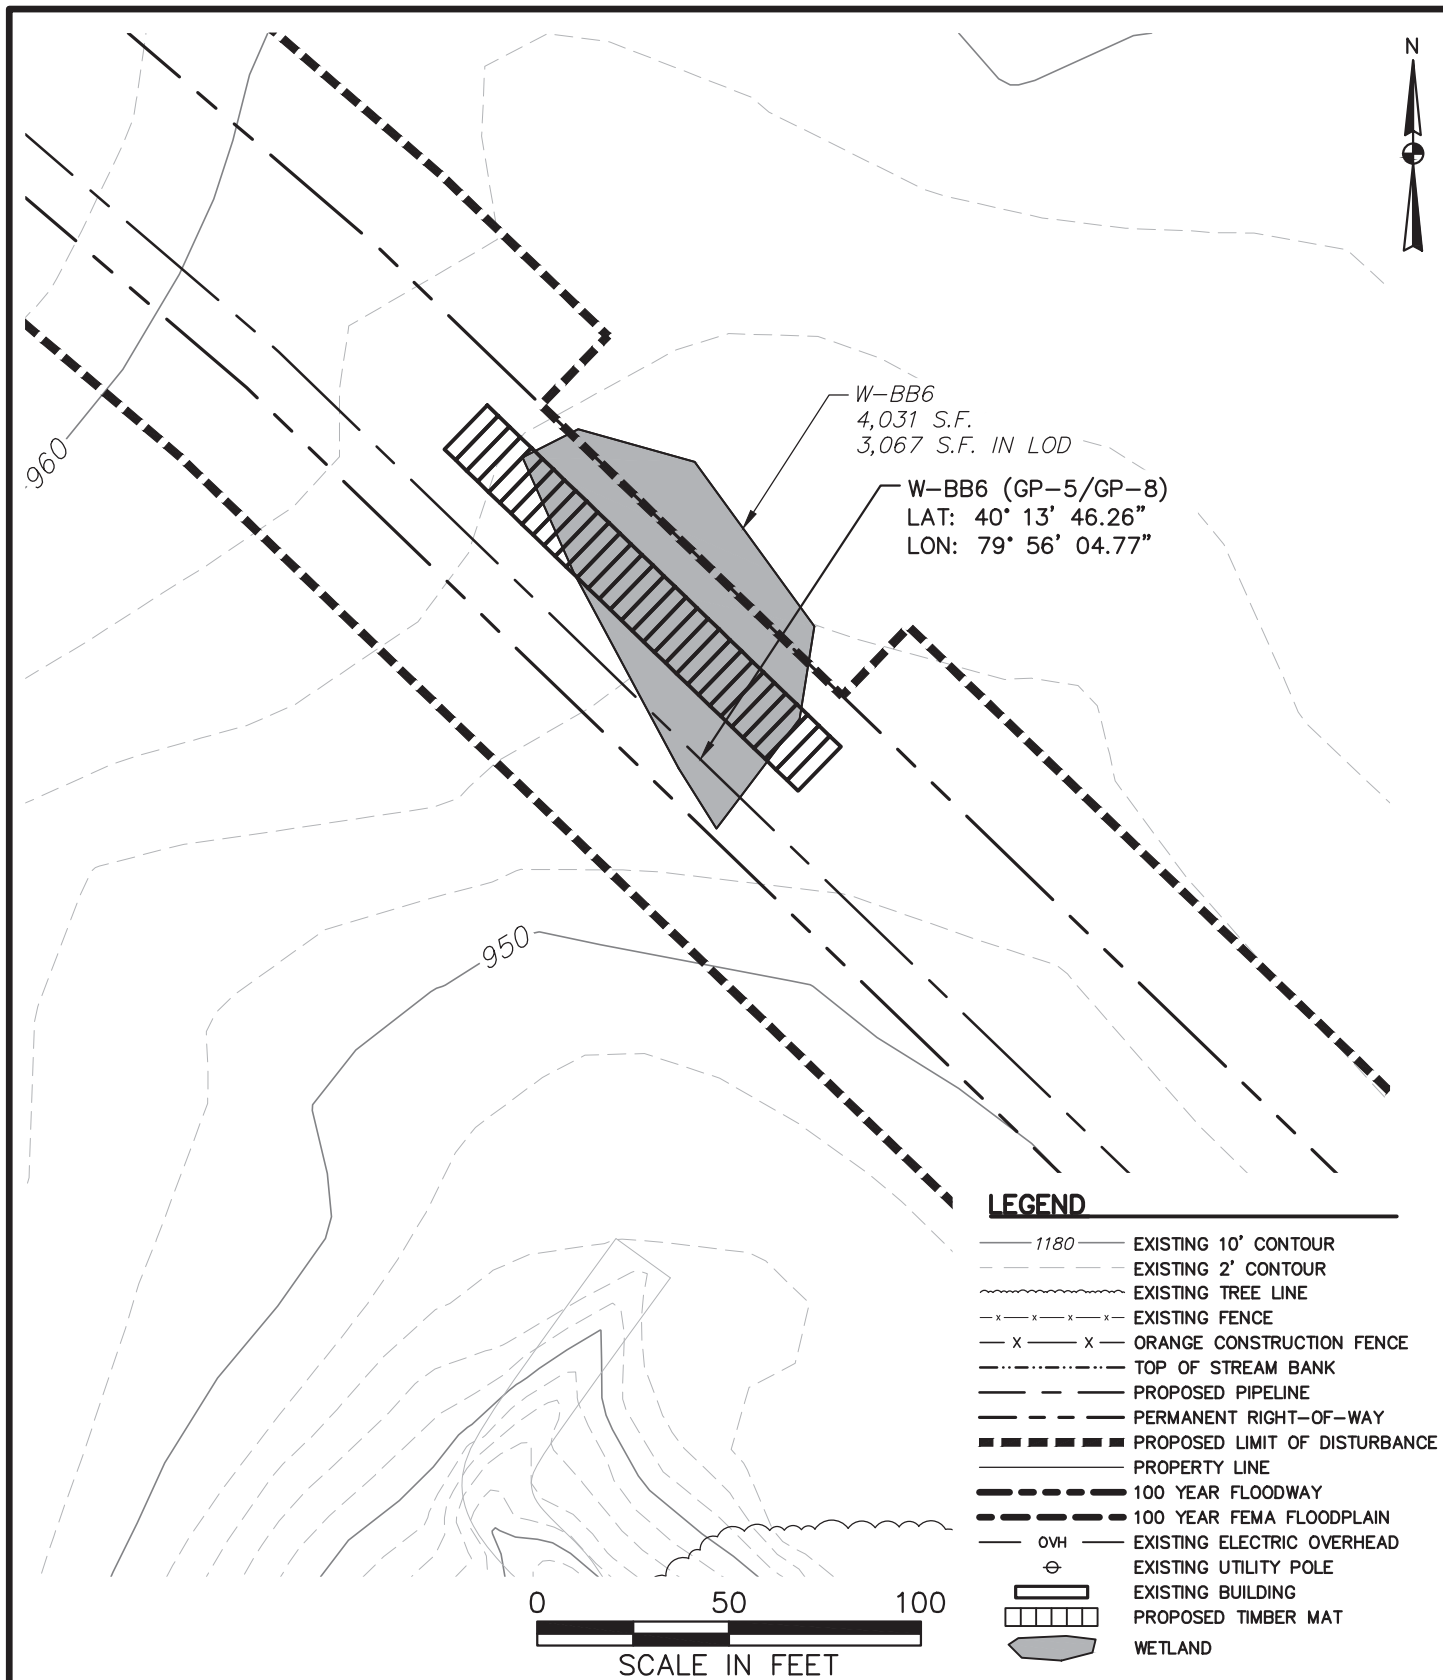 N
W-BB6
4,031 S.F.
3,067 S.F. IN LOD
W-BB6 (GP-5/GP-8)
LAT: 40° 13' 46.26"
LON: 79° 56' 04.77"
960
950
LEGEND
1180 EXISTING 10' CONTOUR
EXISTING 2' CONTOUR
EXISTING TREE LINE
x x x x EXISTING FENCE
X X ORANGE CONSTRUCTION FENCE
TOP OF STREAM BANK
PROPOSED PIPELINE
PERMANENT RIGHT-OF-WAY
PROPOSED LIMIT OF DISTURBANCE
PROPERTY LINE
100 YEAR FLOODWAY
100 YEAR FEMA FLOODPLAIN
OVH EXISTING ELECTRIC OVERHEAD
EXISTING UTILITY POLE
EXISTING BUILDING
PROPOSED TIMBER MAT
WETLAND
0 50 100
SCALE IN FEET